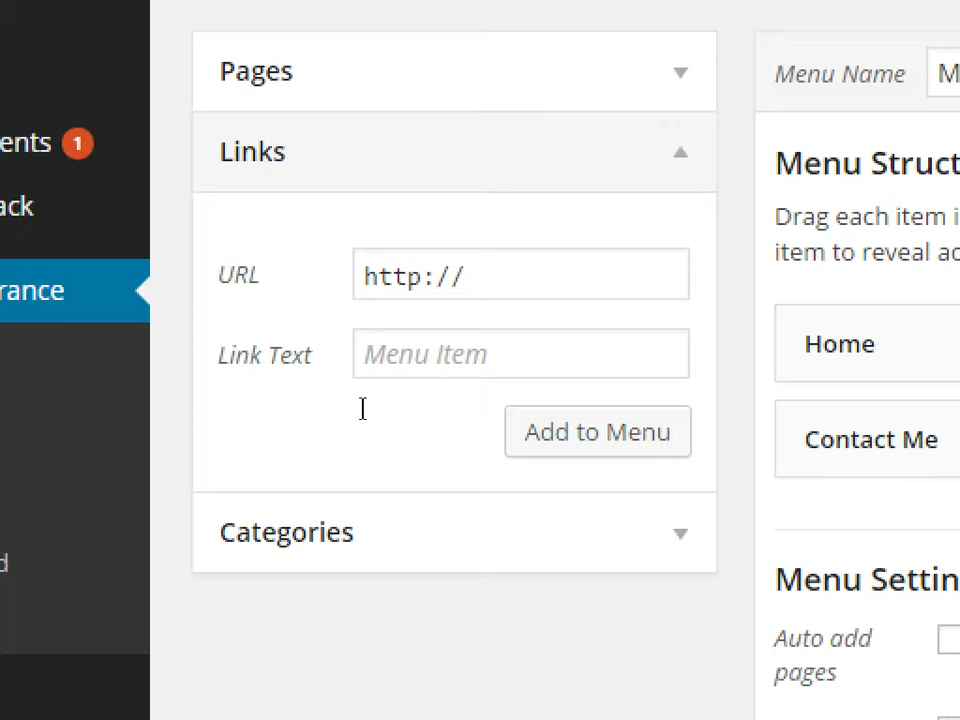 ents 1
ack
rance
d
Pages
Links
URL
http://
Link Text
Menu Item
Add to Menu
Categories
Menu Name
M
Menu Struct
Drag each item i
item to reveal ac
Home
Contact Me
Menu Settin
Auto add
pages